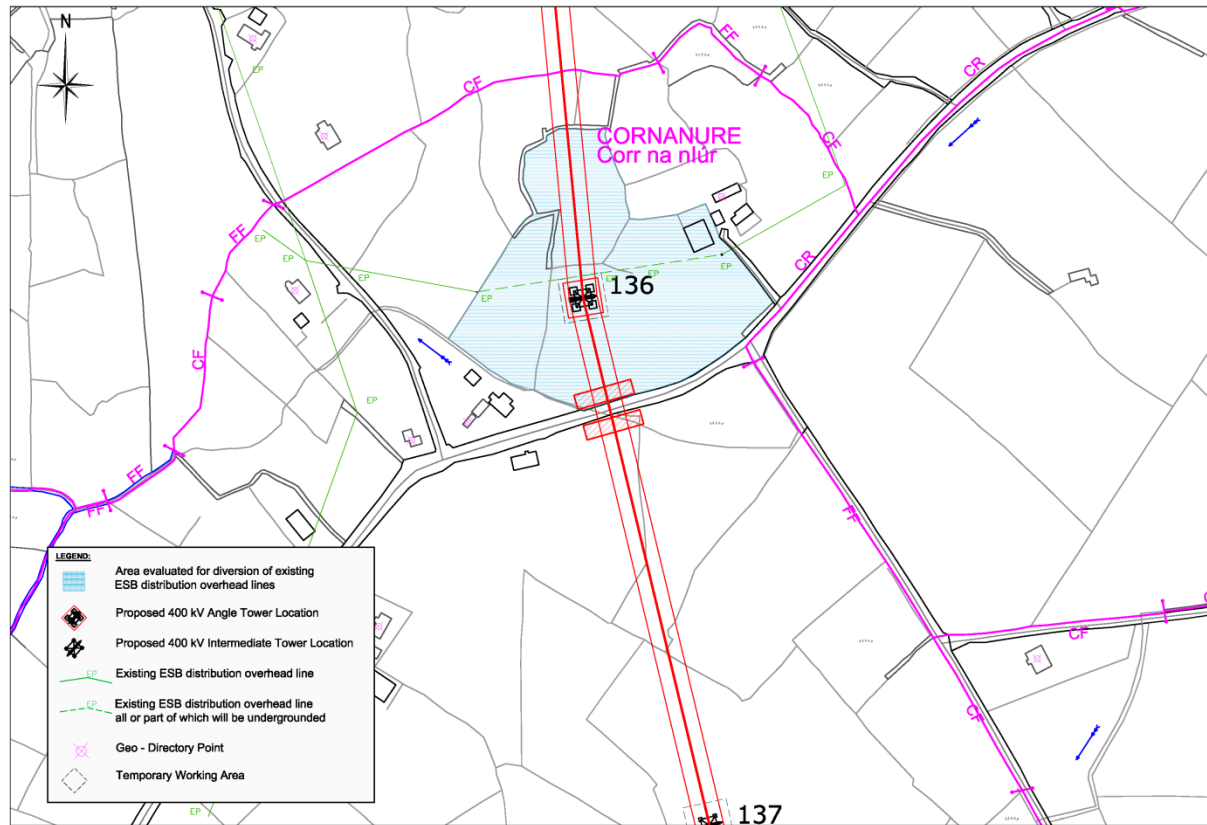 N
EP
FF
CR
CF
CORNANURE
Corr na nIúr
CF
EP
FF
EP
CR
EP
EP
EP
EP
EP
136
EP
CF
EP
FF
FF
FF
LEGEND:
Area evaluated for diversion of existing
ESB distribution overhead lines
Proposed 400 kV Angle Tower Location
Proposed 400 kV Intermediate Tower Location
EP
Existing ESB distribution overhead line
EP
Existing ESB distribution overhead line
all or part of which will be undergrounded
Geo - Directory Point
Temporary Working Area
CF
CF
EP
137